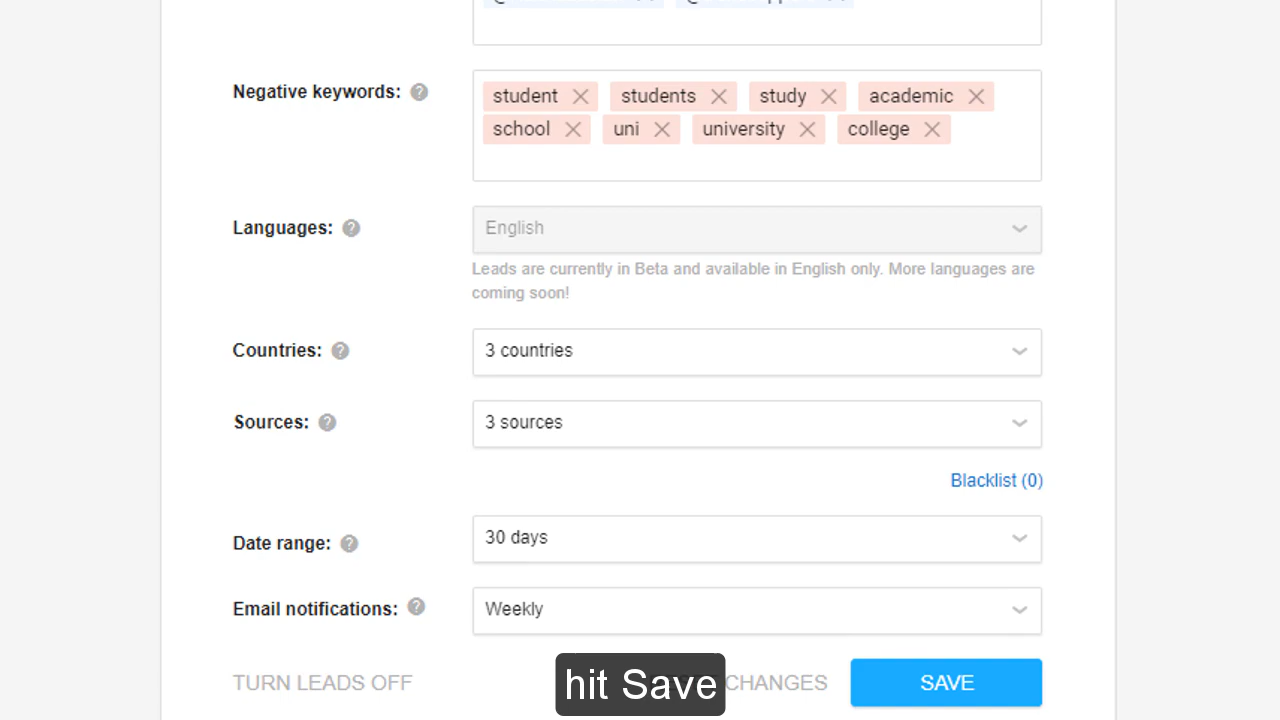 Negative keywords:
student students study academic
school uni university college
Languages:
English
Leads are currently in Beta and available in English only. More languages are
coming soon!
Countries:
3 countries
Sources:
3 sources
Blacklist (0)
Date range:
30 days
Email notifications:
Weekly
TURN LEADS OFF
CHANGES
SAVE
hit Save